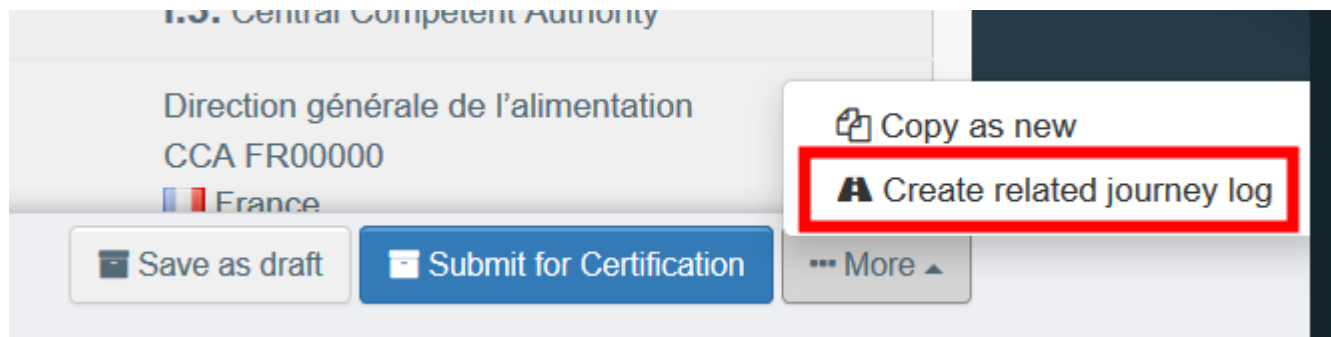 I.3. Central Competent Authority
Direction générale de l’alimentation
CCA FR00000
France
Copy as new
Create related journey log
Save as draft
Submit for Certification
More